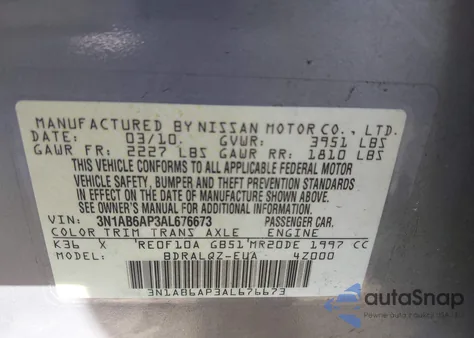 MANUFACTURED BY NISSAN MOTOR CO., LTD.
DATE: 03/10. GVWR: 3951 LBS
GAWR FR: 2227 LBS GAWR RR: 1810 LBS
THIS VEHICLE CONFORMS TO ALL APPLICABLE FEDERAL MOTOR
VEHICLE SAFETY, BUMPER AND THEFT PREVENTION STANDARDS
IN EFFECT ON THE DATE OF MANUFACTURE SHOWN ABOVE.
SEE OWNER'S MANUAL FOR ADDITIONAL INFORMATION.
VIN: 3N1AB6AP3AL676673 PASSENGER CAR.
COLOR TRIM TRANS AXLE ENGINE
K36 X RE0F10A GB51 MR20DE 1997 CC
MODEL: BDRALQZ-EUA 4Z000
3N1AB6AP3AL676673
autoSnap